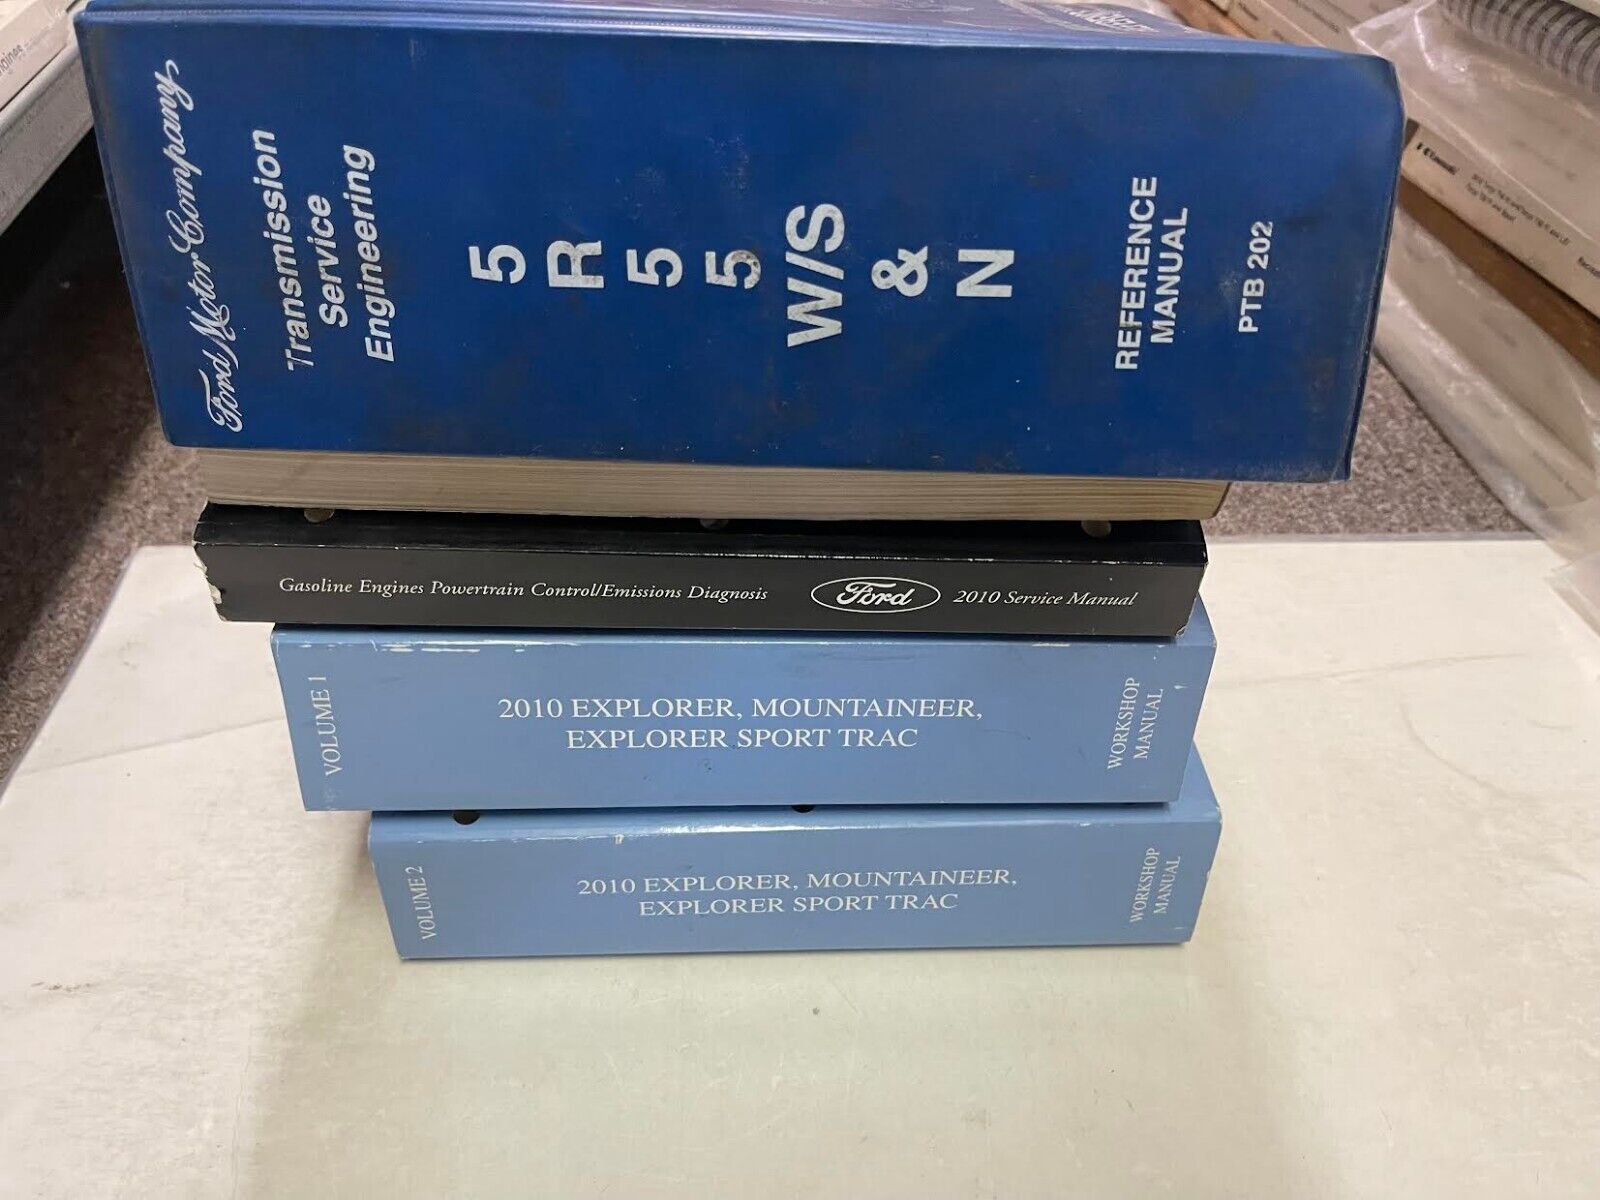 Ford Motor Company
Transmission
Service
Engineering
5
R
5
5
W/S
&
N
REFERENCE
MANUAL
PTB 202
Gasoline Engines Powertrain Control/Emissions Diagnosis
Ford
2010 Service Manual
VOLUME 1
2010 EXPLORER, MOUNTAINEER,
EXPLORER SPORT TRAC
WORKSHOP
MANUAL
VOLUME 2
2010 EXPLORER, MOUNTAINEER,
EXPLORER SPORT TRAC
WORKSHOP
MANUAL